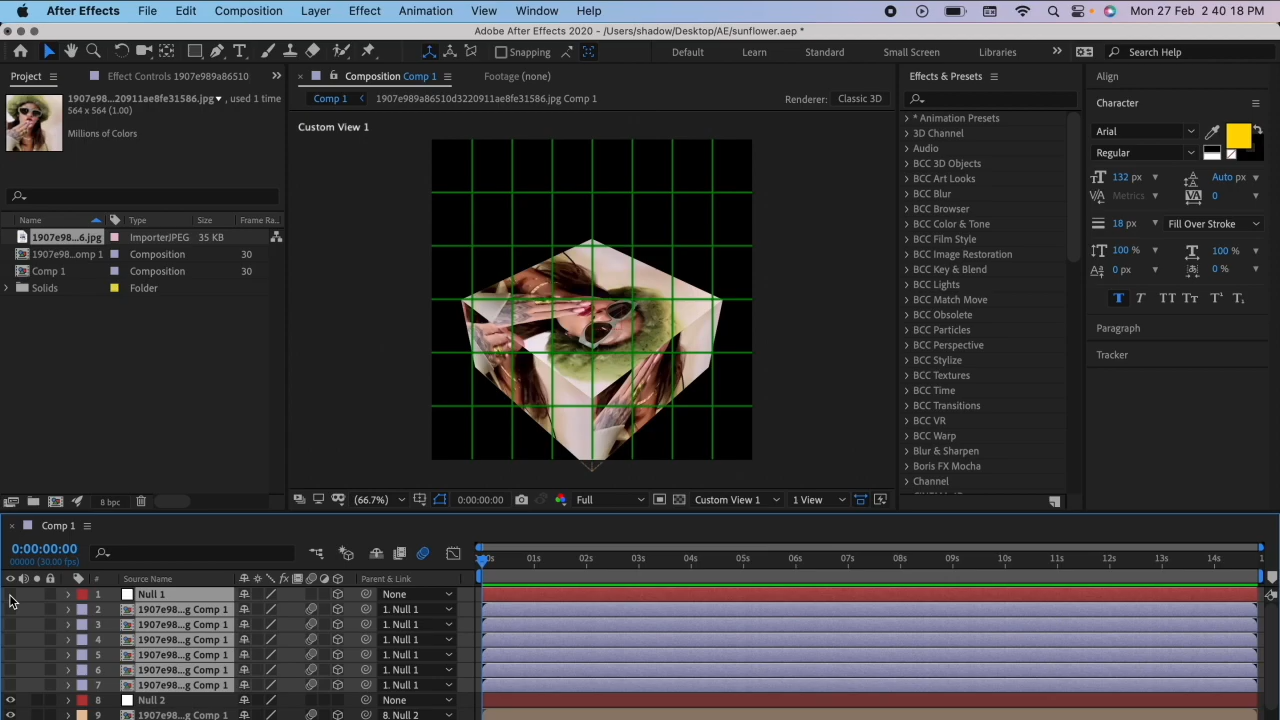 After Effects File Edit Composition Layer Effect Animation View Window Help Mon 27 Feb 2 40 18 PM
Adobe After Effects 2020 - /Users/shadow/Desktop/AE/sunflower.aep *
Snapping Default Learn Standard Small Screen Libraries Search Help
Project Effect Controls 1907e989a86510 Composition Comp 1 Footage (none) Effects & Presets Align
1907e98...20911ae8fe31586.jpg, used 1 time
564 x 564 (1.00)
Millions of Colors
Comp 1 1907e989a86510d3220911ae8fe31586.jpg Comp 1 Renderer: Classic 3D
Custom View 1
Name Type Size Frame Ra...
1907e98...6.jpg ImporterJPEG 35 KB
1907e98...omp 1 Composition 30
Comp 1 Composition 30
Solids Folder
8 bpc
(66.7%) 0:00:00:00 Full Custom View 1 1 View
* Animation Presets
3D Channel
Audio
BCC 3D Objects
BCC Art Looks
BCC Blur
BCC Browser
BCC Color & Tone
BCC Film Style
BCC Image Restoration
BCC Key & Blend
BCC Lights
BCC Match Move
BCC Obsolete
BCC Particles
BCC Perspective
BCC Stylize
BCC Textures
BCC Time
BCC Transitions
BCC VR
BCC Warp
Blur & Sharpen
Boris FX Mocha
Channel
Character
Arial
Regular
132 px Auto px
Metrics 0
18 px Fill Over Stroke
100 % 100 %
0 px 0 %
T T TT Tr T¹ T₁
Paragraph
Tracker
Comp 1
0:00:00:00
00000 (30.00 fps)
:00s 01s 02s 03s 04s 05s 06s 07s 08s 09s 10s 11s 12s 13s 14s 1
# Source Name fx Parent & Link
1 Null 1 None
2 1907e98...g Comp 1 1. Null 1
3 1907e98...g Comp 1 1. Null 1
4 1907e98...g Comp 1 1. Null 1
5 1907e98...g Comp 1 1. Null 1
6 1907e98...g Comp 1 1. Null 1
7 1907e98...g Comp 1 1. Null 1
8 Null 2 None
9 1907e98...g Comp 1 8. Null 2